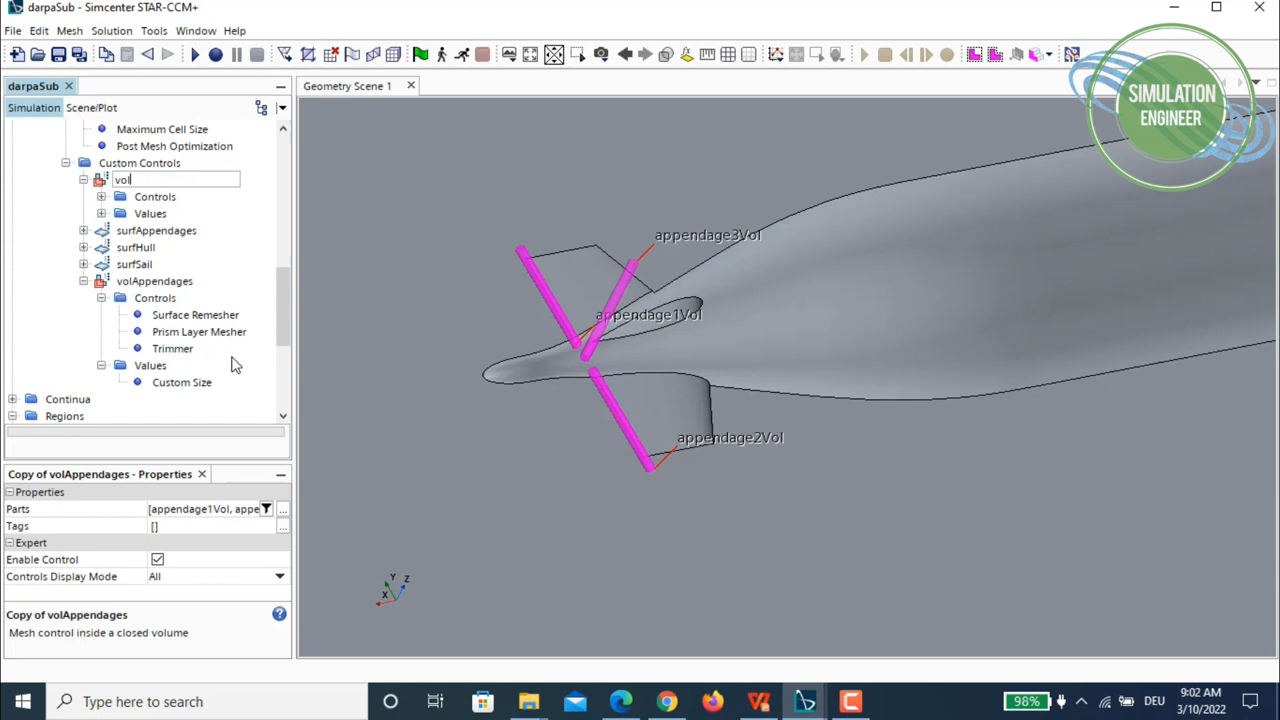 darpaSub - Simcenter STAR-CCM+
File Edit Mesh Solution Tools Window Help
darpaSub
Geometry Scene 1
Simulation Scene/Plot
SIMULATION
ENGINEER
Maximum Cell Size
Post Mesh Optimization
Custom Controls
vol
Controls
Values
surfAppendages
surfHull
surfSail
volAppendages
Controls
Surface Remesher
Prism Layer Mesher
Trimmer
Values
Custom Size
Continua
Regions
appendage3Vol
appendage1Vol
appendage2Vol
Y
Z
X
Copy of volAppendages - Properties
Properties
Parts [appendage1Vol, appe ...
Tags [] ...
Expert
Enable Control
Controls Display Mode All
Copy of volAppendages
Mesh control inside a closed volume
Type here to search
98%
DEU
9:02 AM
3/10/2022